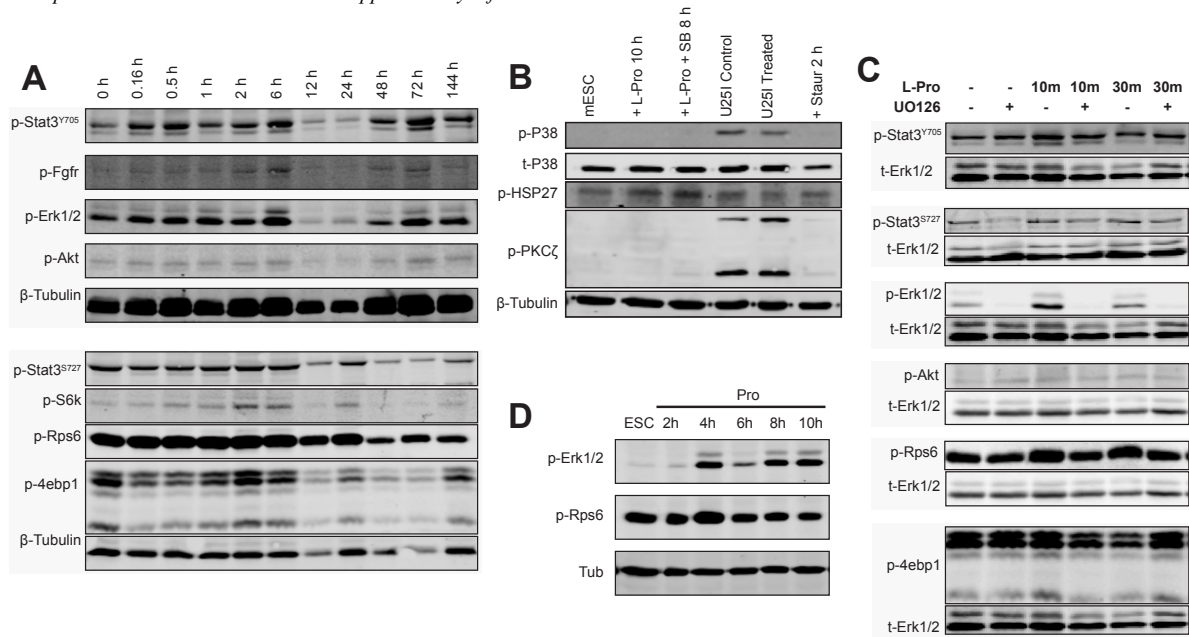 A
0 h 0.16 h 0.5 h 1 h 2 h 6 h 12 h 24 h 48 h 72 h 144 h
p-Stat3Y705
p-Fgfr
p-Erk1/2
p-Akt
β-Tubulin
p-Stat3S727
p-S6k
p-Rps6
p-4ebp1
β-Tubulin
B
mESC + L-Pro 10 h + L-Pro + SB 8 h U25I Control U25I Treated + Staur 2 h
p-P38
t-P38
p-HSP27
p-PKCζ
β-Tubulin
C
L-Pro - - 10m 10m 30m 30m
UO126 - + - + - +
p-Stat3Y705
t-Erk1/2
p-Stat3S727
t-Erk1/2
p-Erk1/2
t-Erk1/2
p-Akt
t-Erk1/2
p-Rps6
t-Erk1/2
p-4ebp1
t-Erk1/2
D
Pro
ESC 2h 4h 6h 8h 10h
p-Erk1/2
p-Rps6
Tub